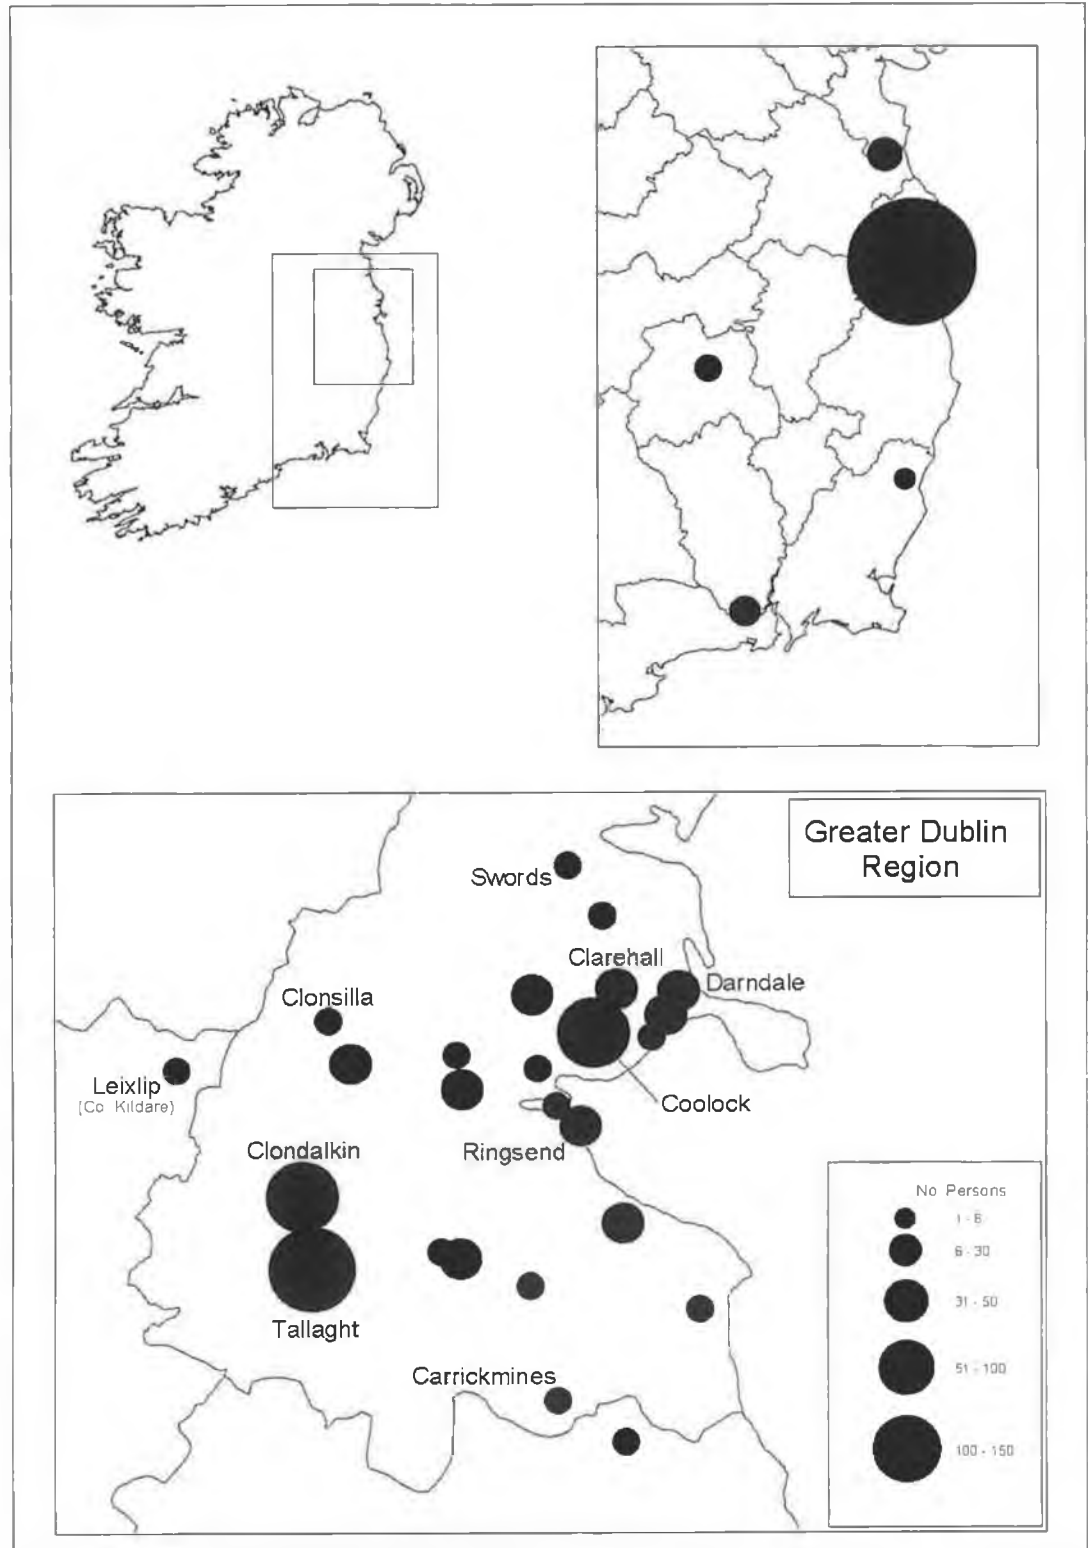 Greater Dublin
Region
Swords
Clarehall
Darndale
Clonsilla
Leixlip
(Co Kildare)
Coolock
Clondalkin
Ringsend
Tallaght
Carrickmines
No Persons
1 - 6
6 - 30
31 - 50
51 - 100
100 - 150